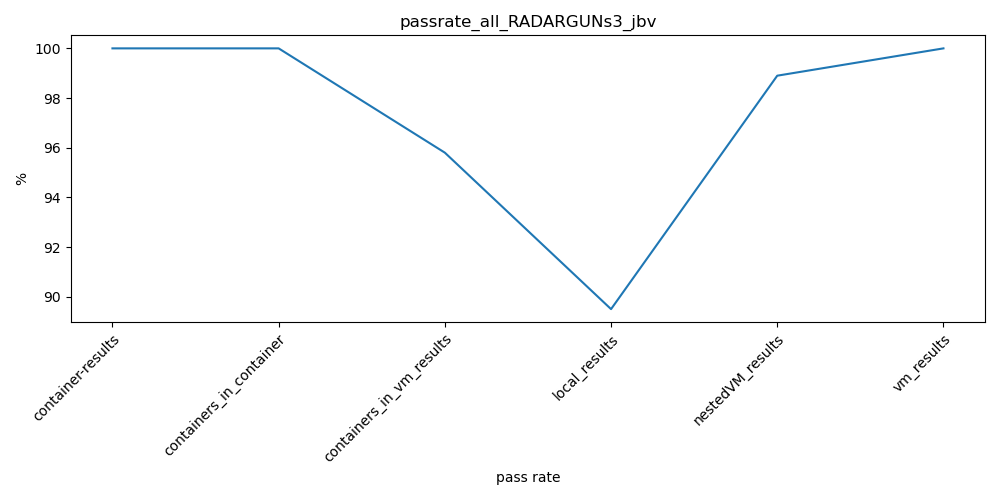 passrate_all_RADARGUNs3_jbv
100
98
96
94
92
90
%
container-results
containers_in_container
containers_in_vm_results
local_results
nestedVM_results
vm_results
pass rate